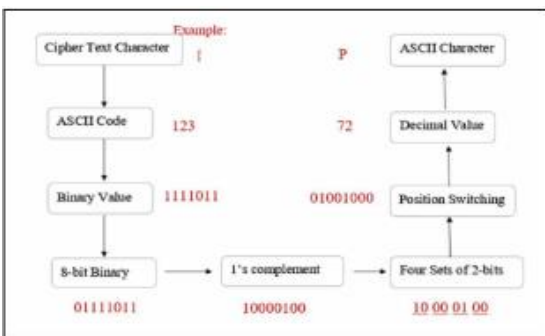 Example:
Cipher Text Character
{
P
ASCII Character
ASCII Code
123
72
Decimal Value
Binary Value
1111011
01001000
Position Switching
8-bit Binary
1's complement
Four Sets of 2-bits
01111011
10000100
10 00 01 00